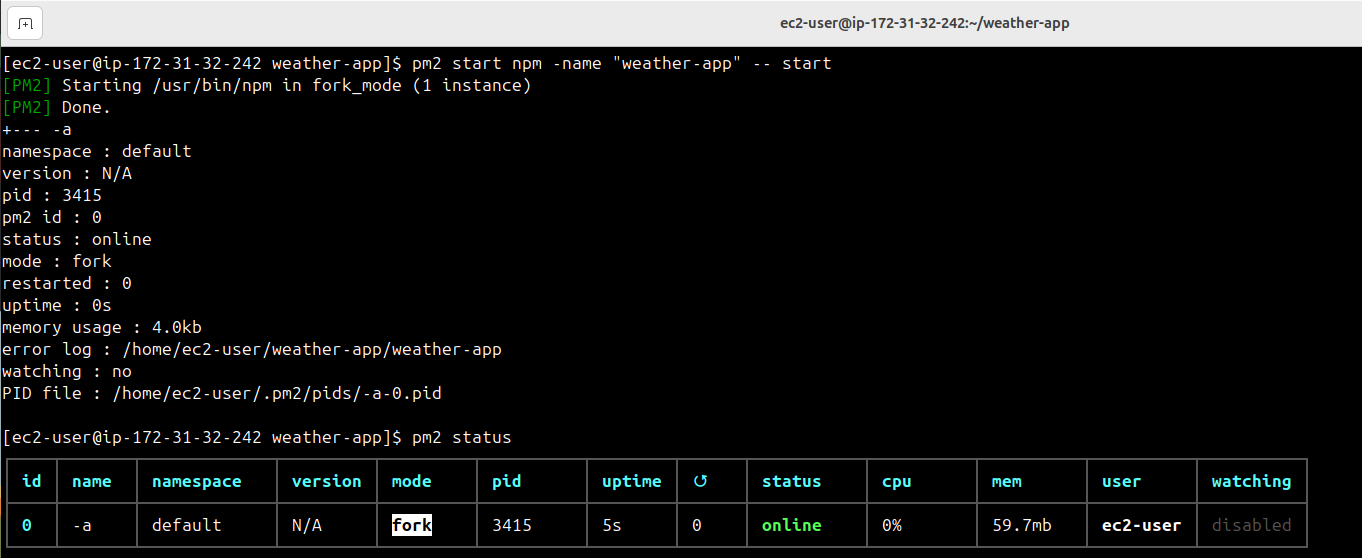 ec2-user@ip-172-31-32-242:~/weather-app
[ec2-user@ip-172-31-32-242 weather-app]$ pm2 start npm -name "weather-app" -- start
[PM2] Starting /usr/bin/npm in fork_mode (1 instance)
[PM2] Done.
+--- -a
namespace : default
version : N/A
pid : 3415
pm2 id : 0
status : online
mode : fork
restarted : 0
uptime : 0s
memory usage : 4.0kb
error log : /home/ec2-user/weather-app/weather-app
watching : no
PID file : /home/ec2-user/.pm2/pids/-a-0.pid
[ec2-user@ip-172-31-32-242 weather-app]$ pm2 status
id name namespace version mode pid uptime ↺ status cpu mem user watching
0 -a default N/A fork 3415 5s 0 online 0% 59.7mb ec2-user disabled